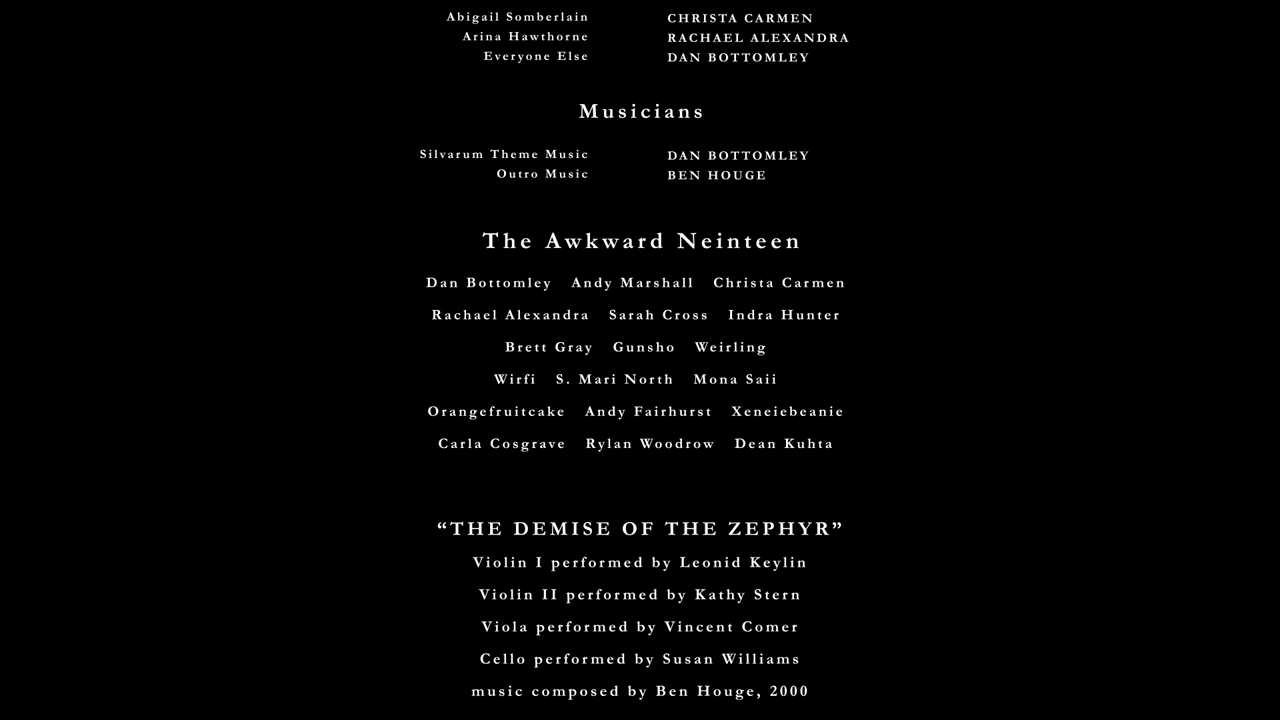 Abigail Somberlain CHRISTA CARMEN
Arina Hawthorne RACHAEL ALEXANDRA
Everyone Else DAN BOTTOMLEY
Musicians
Silvarum Theme Music DAN BOTTOMLEY
Outro Music BEN HOUGE
The Awkward Neinteen
Dan Bottomley Andy Marshall Christa Carmen
Rachael Alexandra Sarah Cross Indra Hunter
Brett Gray Gunsho Weirling
Wirfi S. Mari North Mona Saii
Orangefruitcake Andy Fairhurst Xeneiebeanie
Carla Cosgrave Rylan Woodrow Dean Kuhta
“THE DEMISE OF THE ZEPHYR”
Violin I performed by Leonid Keylin
Violin II performed by Kathy Stern
Viola performed by Vincent Comer
Cello performed by Susan Williams
music composed by Ben Houge, 2000